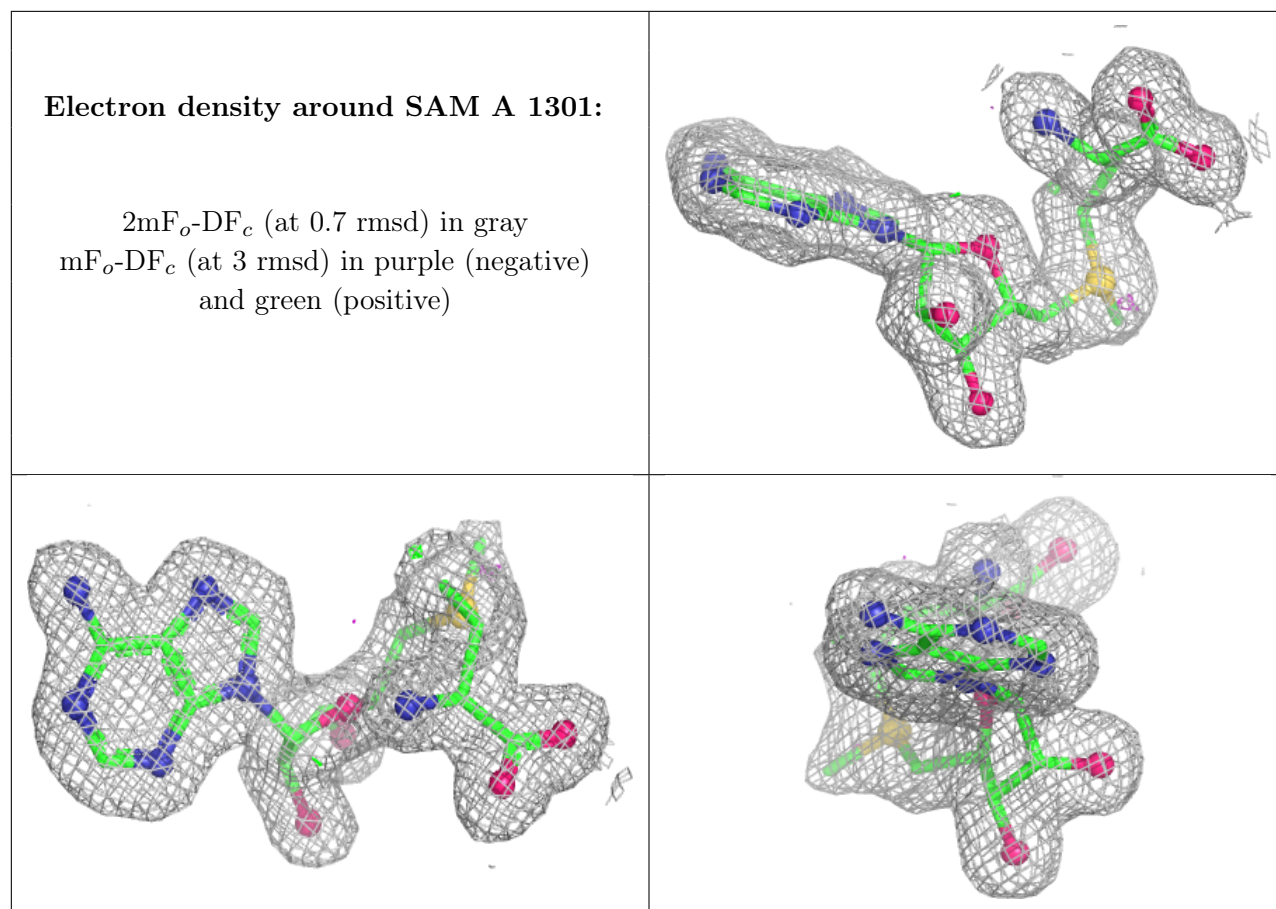 Electron density around SAM A 1301:
2mFo-DFc (at 0.7 rmsd) in gray
mFo-DFc (at 3 rmsd) in purple (negative)
and green (positive)